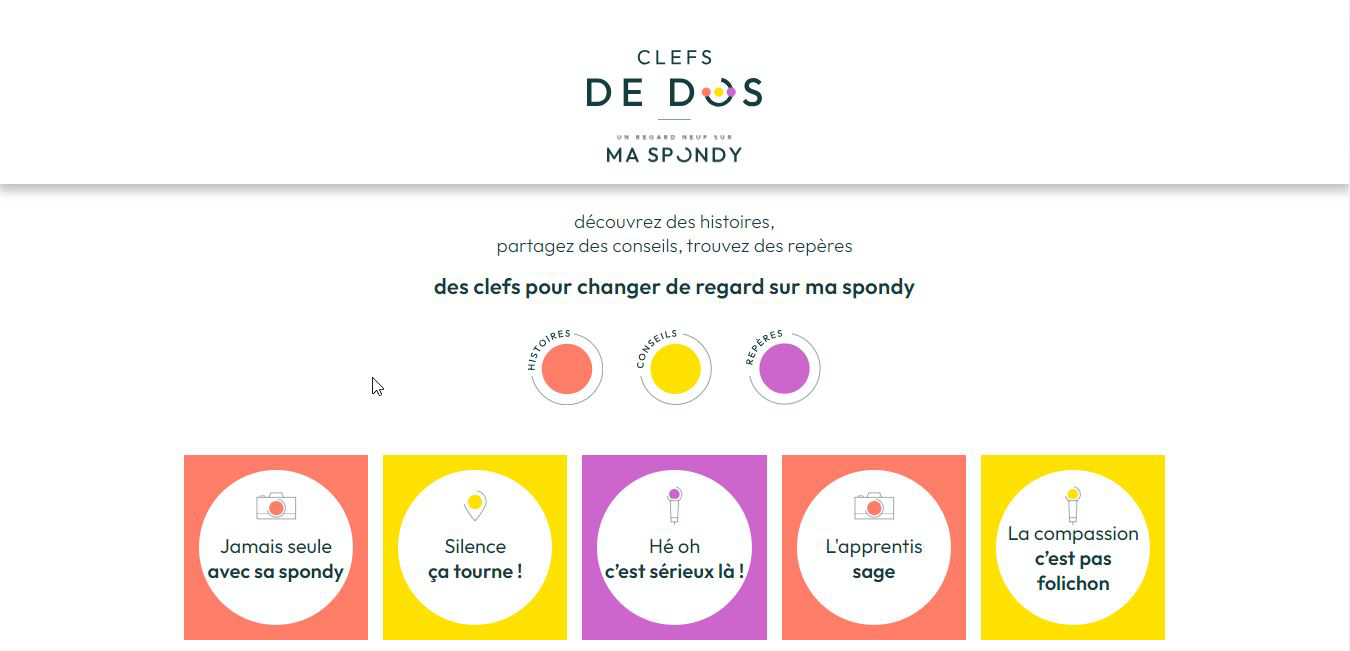 CLEFS
DE DOS
UN REGARD NEUF SUR
MA SPONDY
découvrez des histoires,
partagez des conseils, trouvez des repères
des clefs pour changer de regard sur ma spondy
HISTOIRES
CONSEILS
REPÈRES
Jamais seule
avec sa spondy
Silence
ça tourne !
Hé oh
c’est sérieux là !
L'apprentis
sage
La compassion
c’est pas
folichon